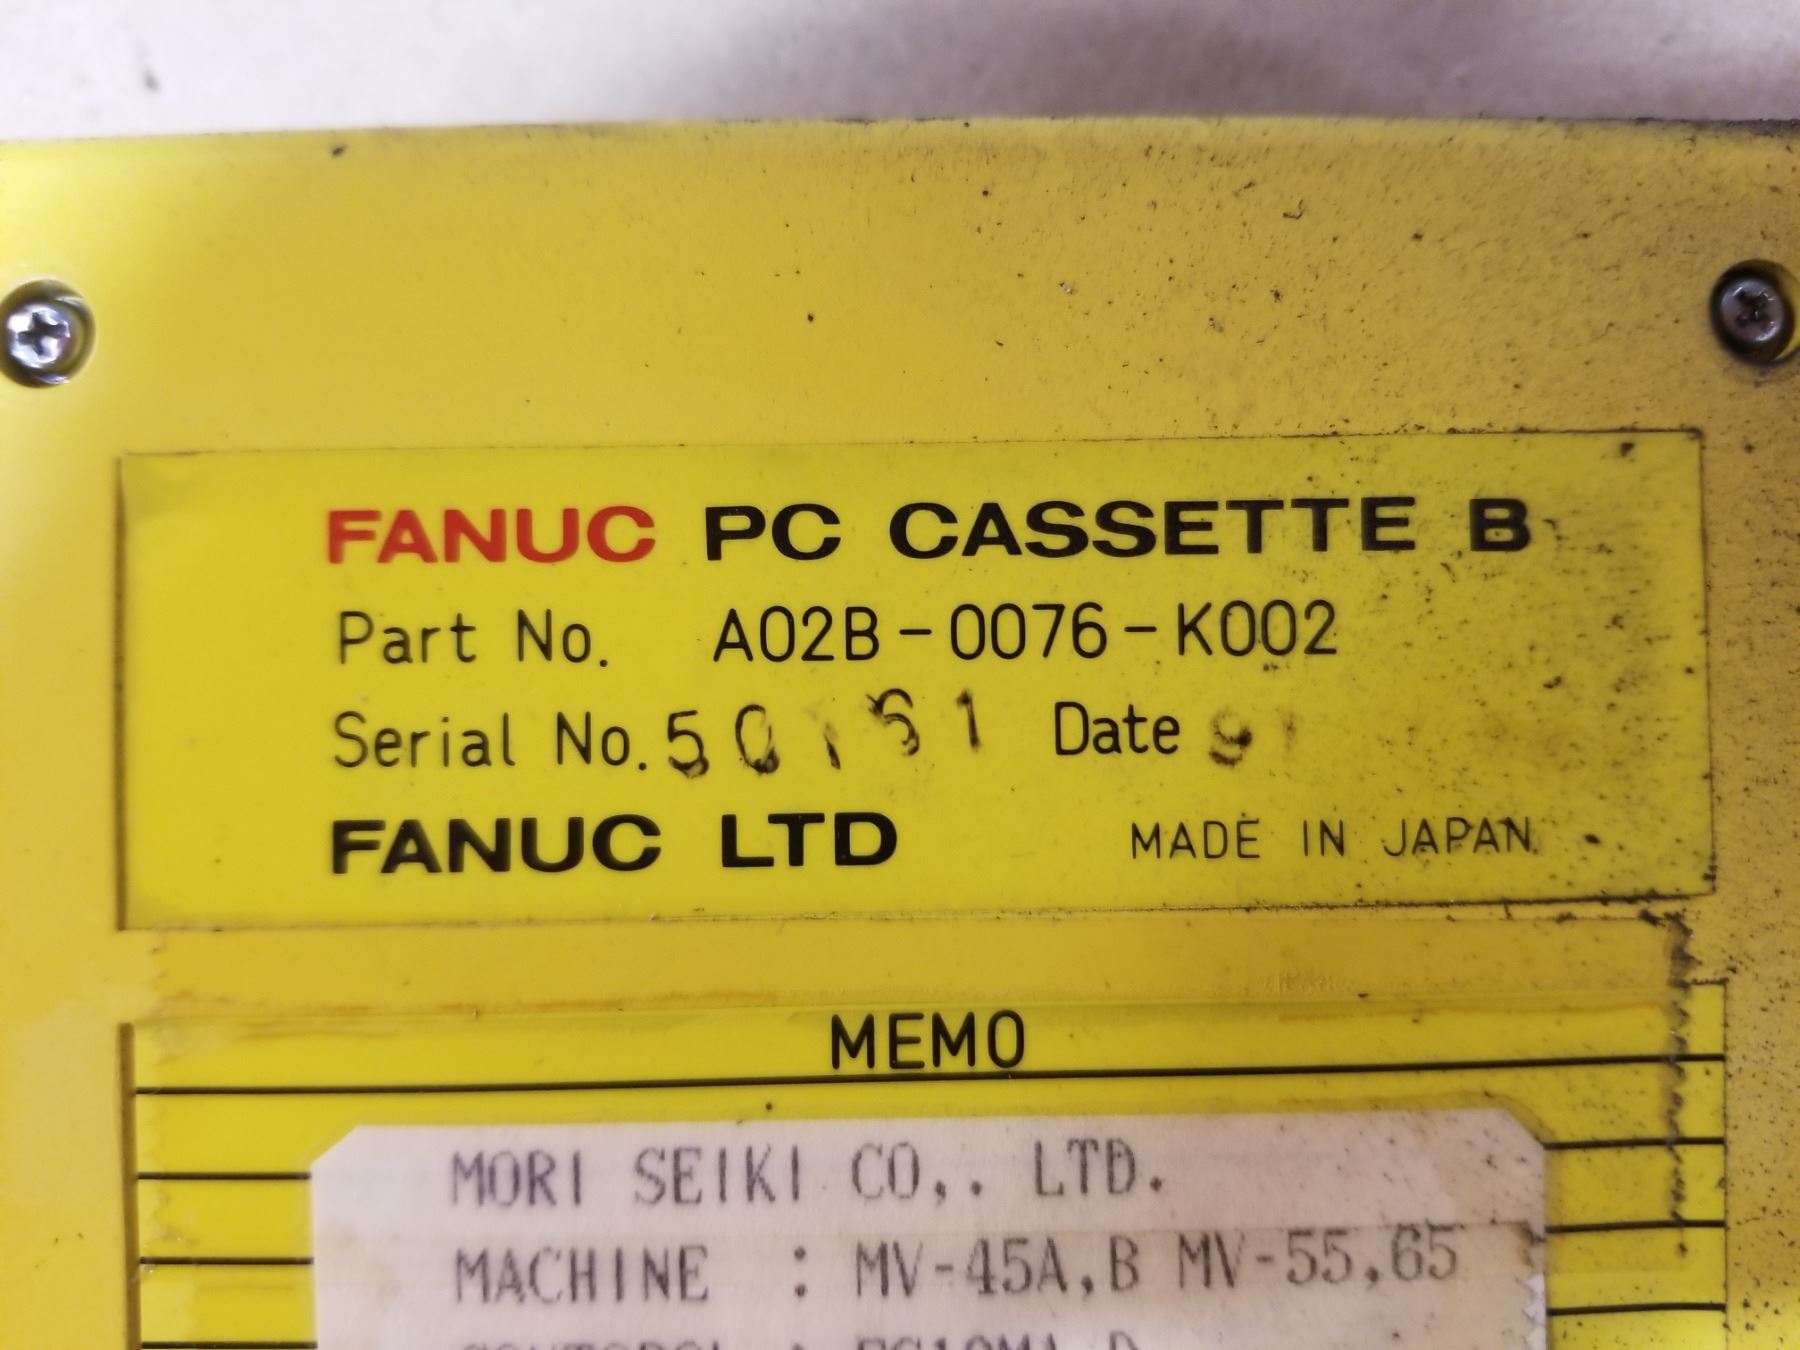 FANUC PC CASSETTE B
Part No. A02B-0076-K002
Serial No. Date
FANUC LTD MADE IN JAPAN
MEMO
MORI SEIKI CO,. LTD.
MACHINE : MV-45A,B MV-55,65